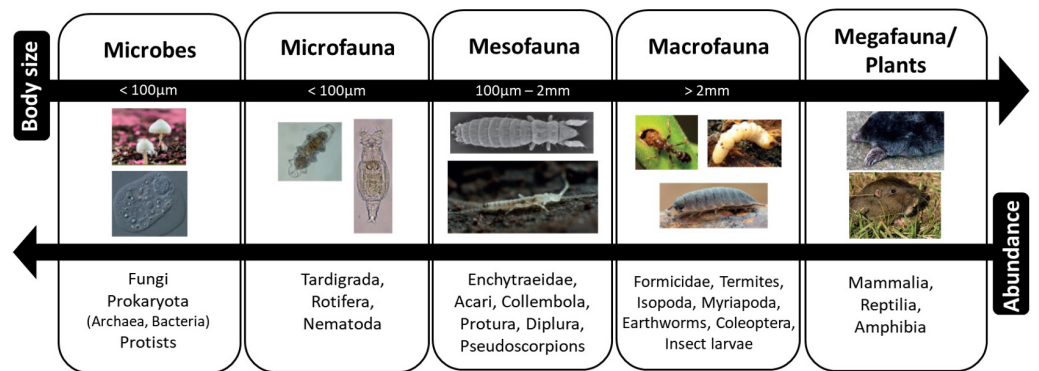 Body size
Microbes
< 100µm
Fungi
Prokaryota
(Archaea, Bacteria)
Protists
Microfauna
< 100µm
Tardigrada,
Rotifera,
Nematoda
Mesofauna
100µm – 2mm
Enchytraeidae,
Acari, Collembola,
Protura, Diplura,
Pseudoscorpions
Macrofauna
> 2mm
Formicidae, Termites,
Isopoda, Myriapoda,
Earthworms, Coleoptera,
Insect larvae
Megafauna/
Plants
Mammalia,
Reptilia,
Amphibia
Abundance